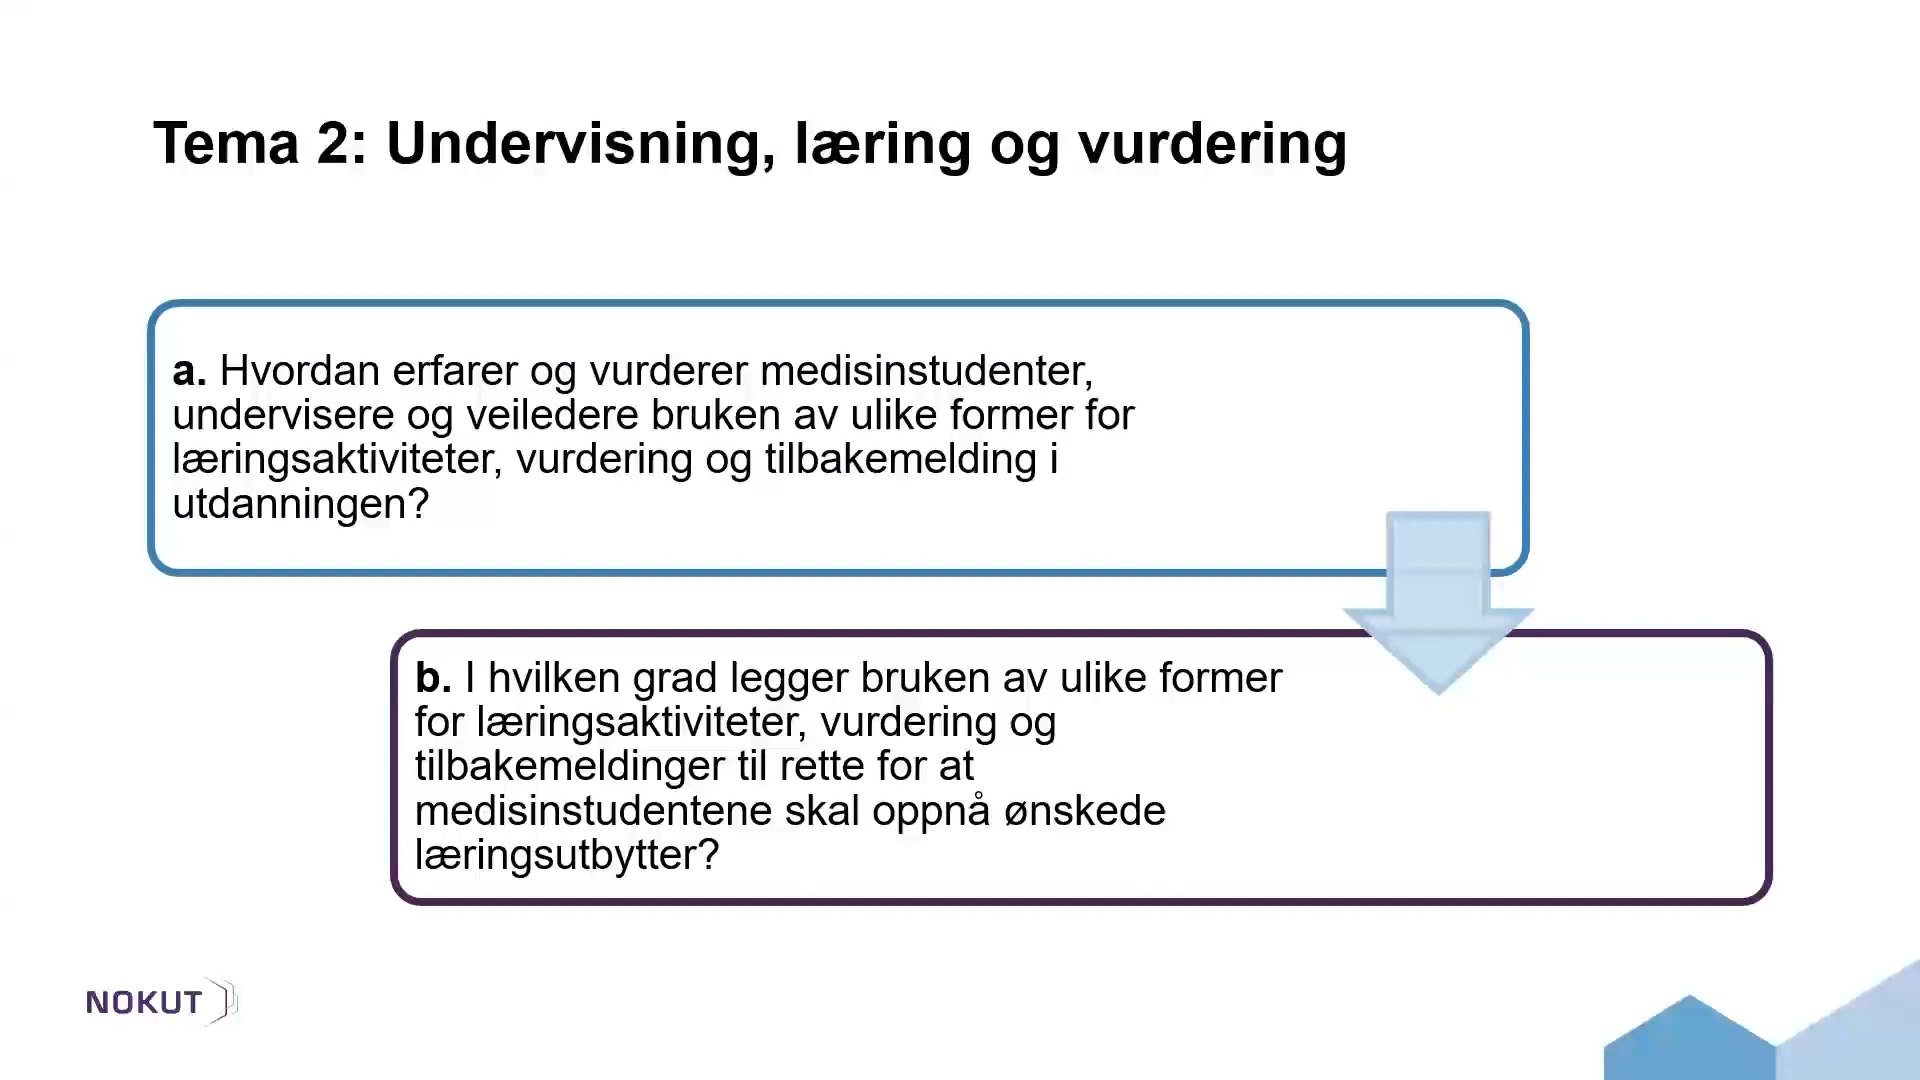 Tema 2: Undervisning, læring og vurdering
a. Hvordan erfarer og vurderer medisinstudenter,
undervisere og veiledere bruken av ulike former for
læringsaktiviteter, vurdering og tilbakemelding i
utdanningen?
b. I hvilken grad legger bruken av ulike former
for læringsaktiviteter, vurdering og
tilbakemeldinger til rette for at
medisinstudentene skal oppnå ønskede
læringsutbytter?
NOKUT